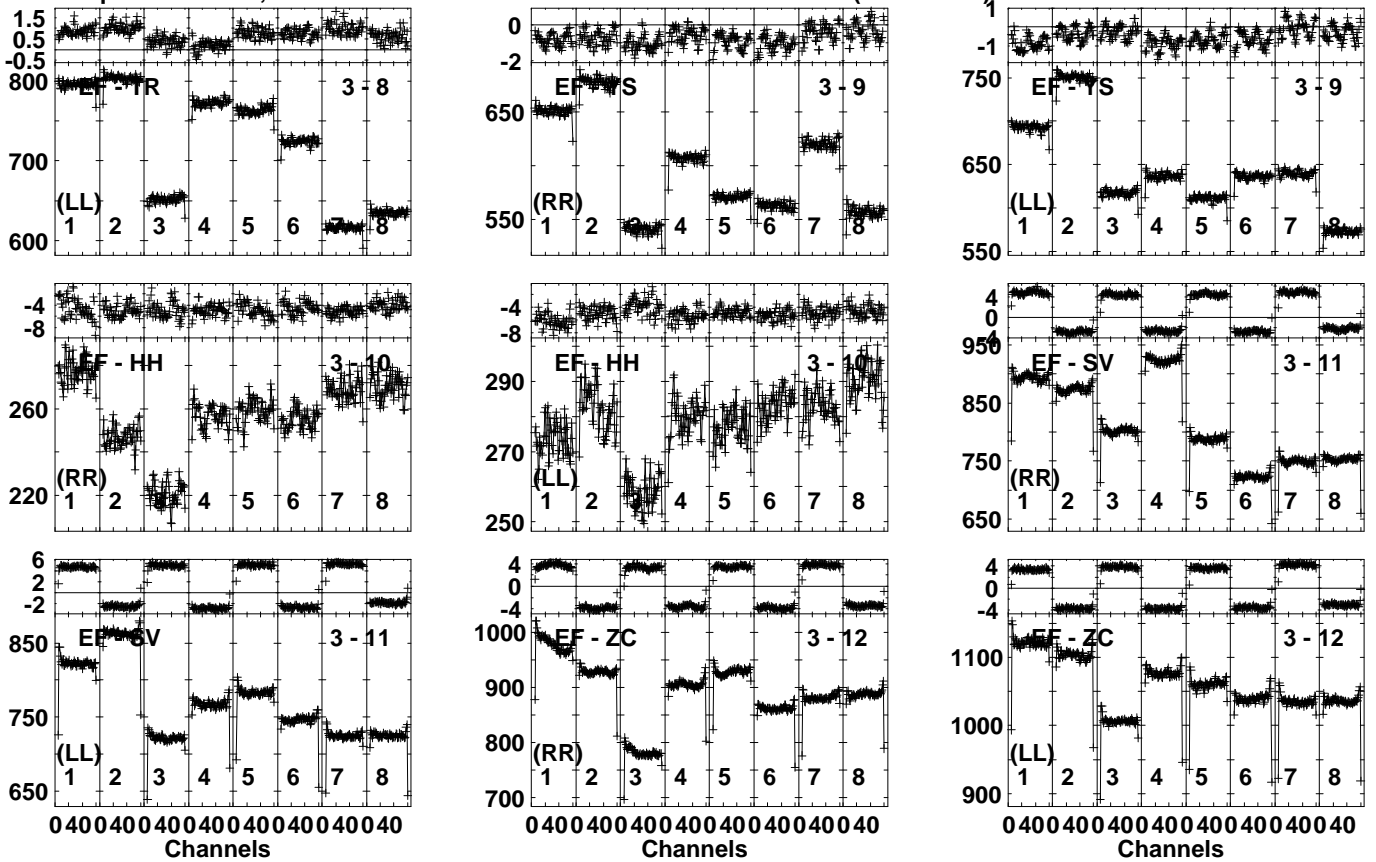 1.5 0.5 -0.5
800 700 600
EF - TR 3 - 8
(LL)
1 2 3 4 5 6 7 8
0 -2
650 550
EF - YS 3 - 9
(RR)
1 2 3 4 5 6 7 8
1 -1
750 650 550
EF - YS 3 - 9
(LL)
1 2 3 4 5 6 7 8
-4 -8
260 220
EF - HH 3 - 10
(RR)
1 2 3 4 5 6 7 8
-4 -8
290 270 250
EF - HH 3 - 10
(LL)
1 2 3 4 5 6 7 8
4 0 4
950 850 750 650
EF - SV 3 - 11
(RR)
1 2 3 4 5 6 7 8
6 2 -2
850 750 650
EF - SV 3 - 11
(LL)
1 2 3 4 5 6 7 8
0 40 0 40 0 40 0 40 0 40 0 40 0 40 0 40
Channels
4 0 -4
1000 900 800 700
EF - ZC 3 - 12
(RR)
1 2 3 4 5 6 7 8
0 40 0 40 0 40 0 40 0 40 0 40 0 40 0 40
Channels
4 0 -4
1100 1000 900
EF - ZC 3 - 12
(LL)
1 2 3 4 5 6 7 8
0 40 0 40 0 40 0 40 0 40 0 40 0 40 0 40
Channels